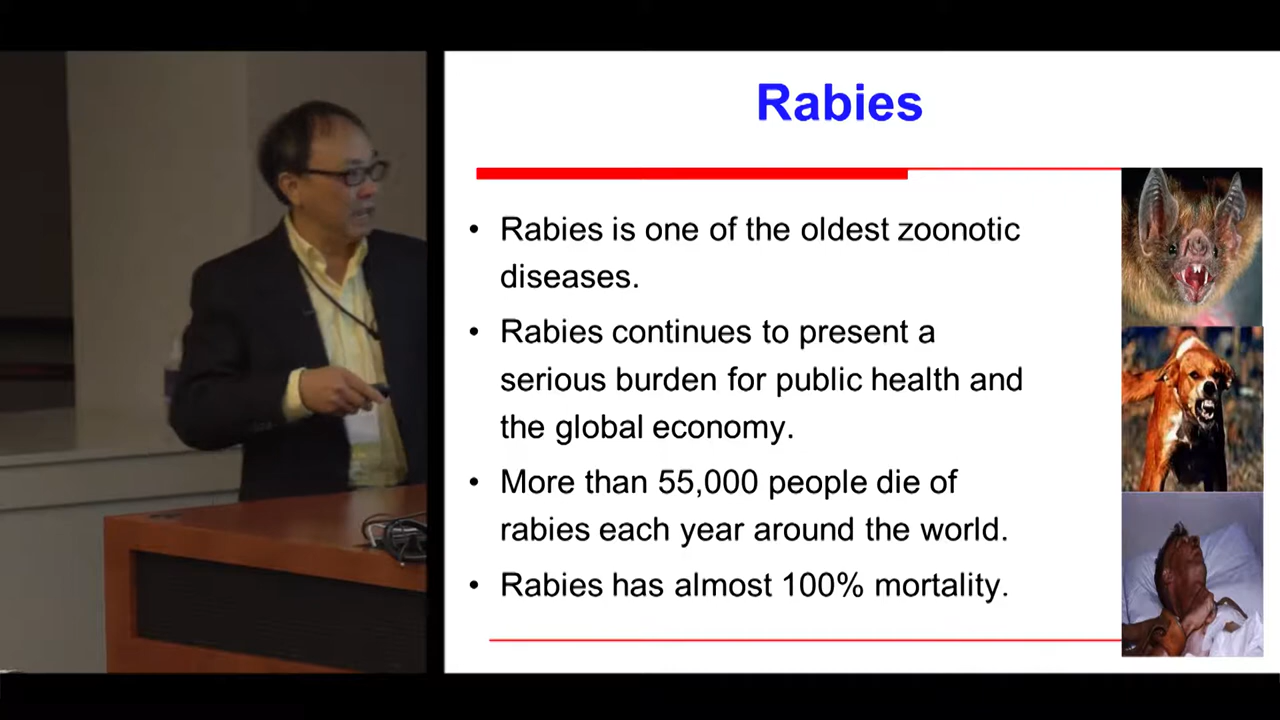 Rabies
• Rabies is one of the oldest zoonotic
diseases.
• Rabies continues to present a
serious burden for public health and
the global economy.
• More than 55,000 people die of
rabies each year around the world.
• Rabies has almost 100% mortality.